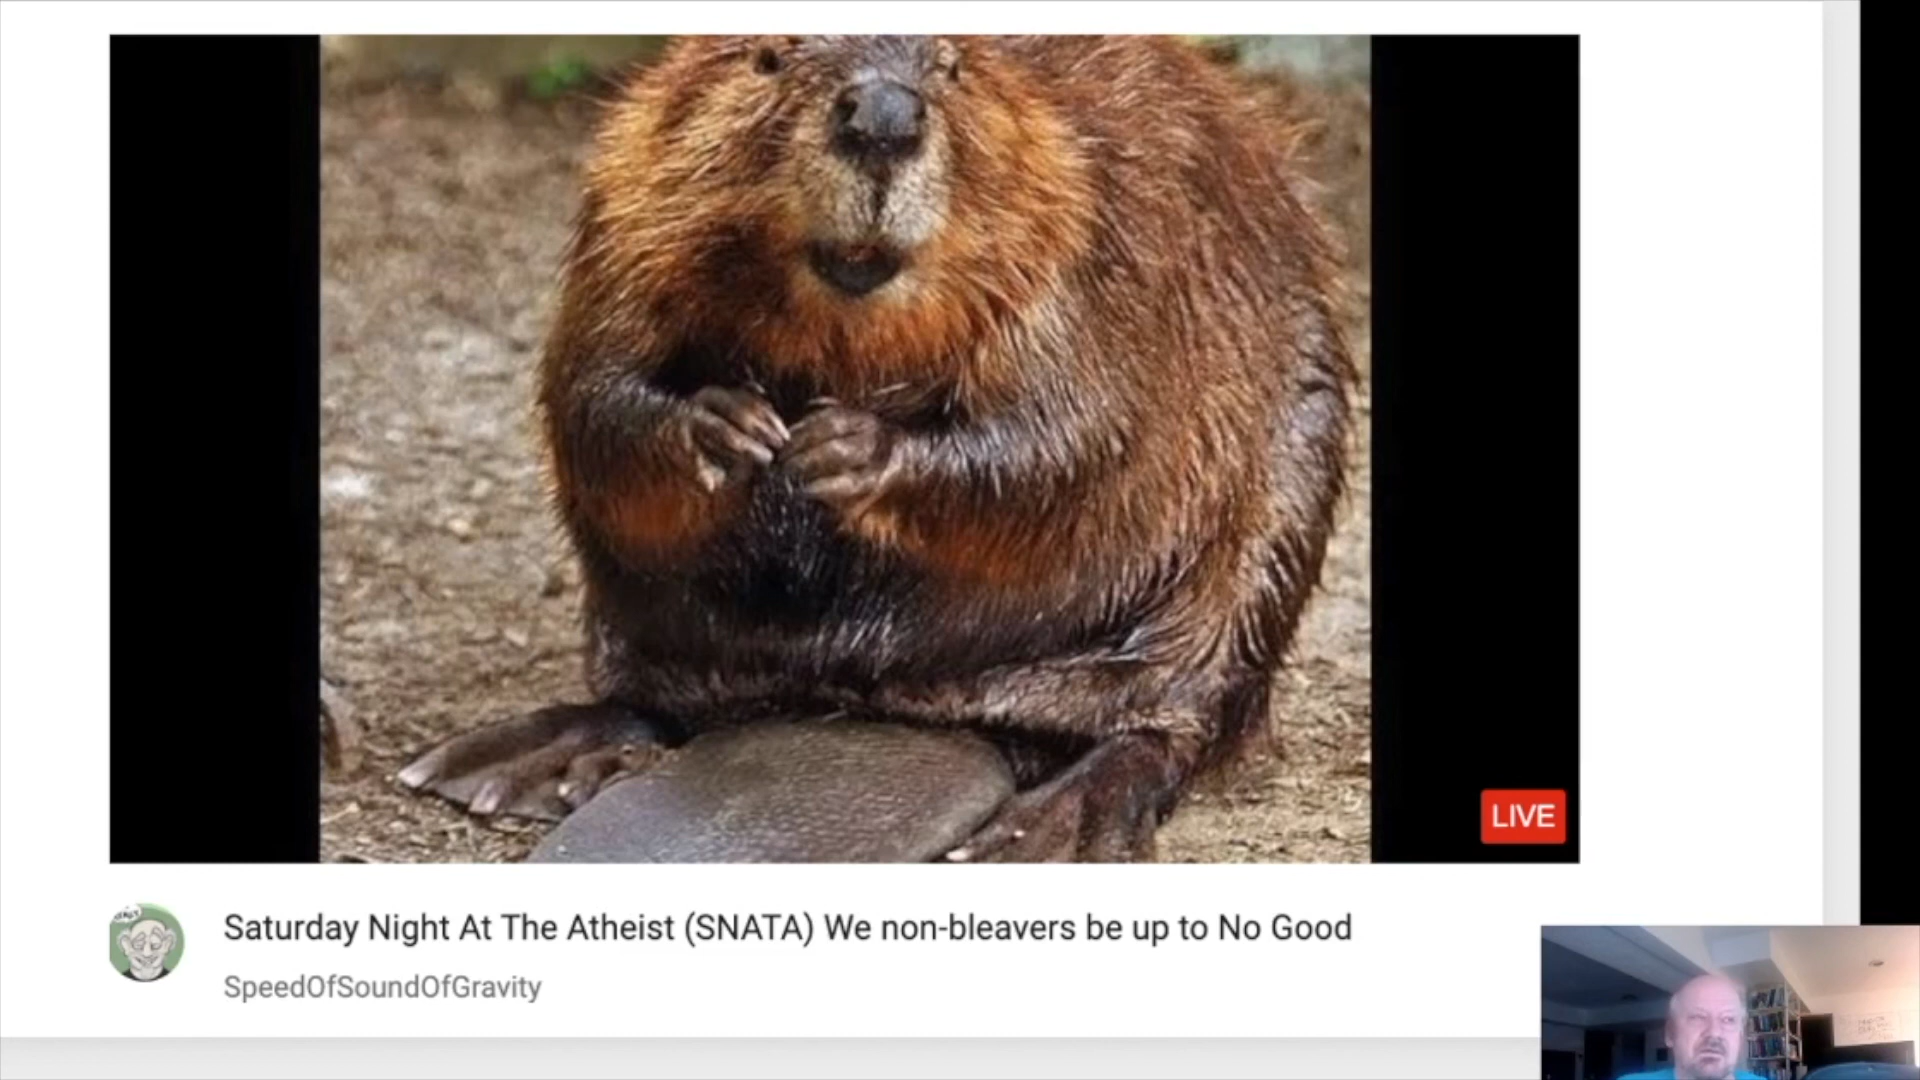 LIVE
Saturday Night At The Atheist (SNATA) We non-bleavers be up to No Good
SpeedOfSoundOfGravity